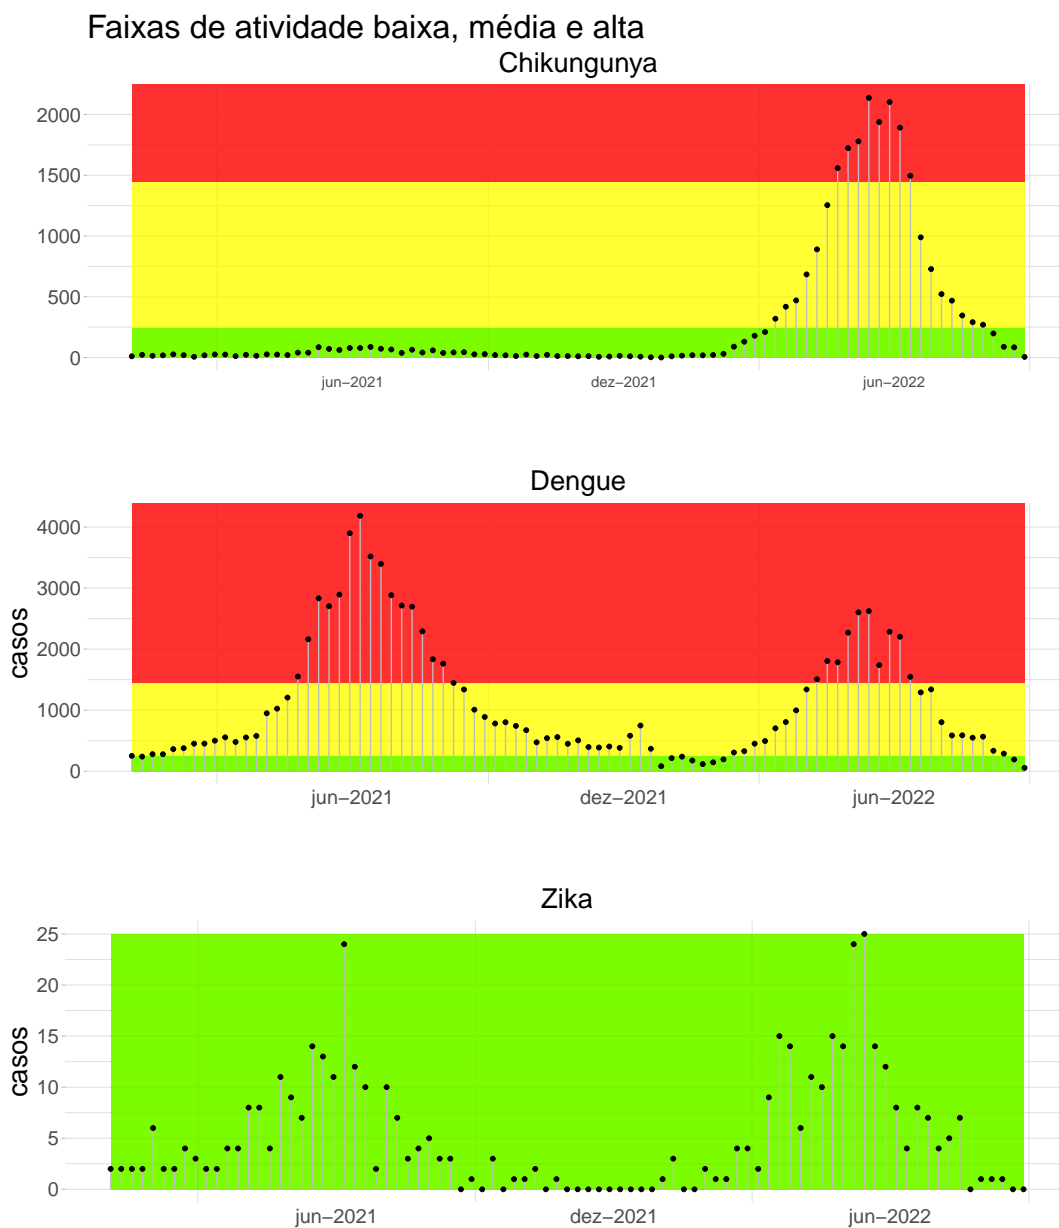 Faixas de atividade baixa, média e alta
Chikungunya
2000
1500
1000
500
0
jun−2021
dez−2021
jun−2022
Dengue
casos
4000
3000
2000
1000
0
jun−2021
dez−2021
jun−2022
Zika
casos
25
20
15
10
5
0
jun−2021
dez−2021
jun−2022